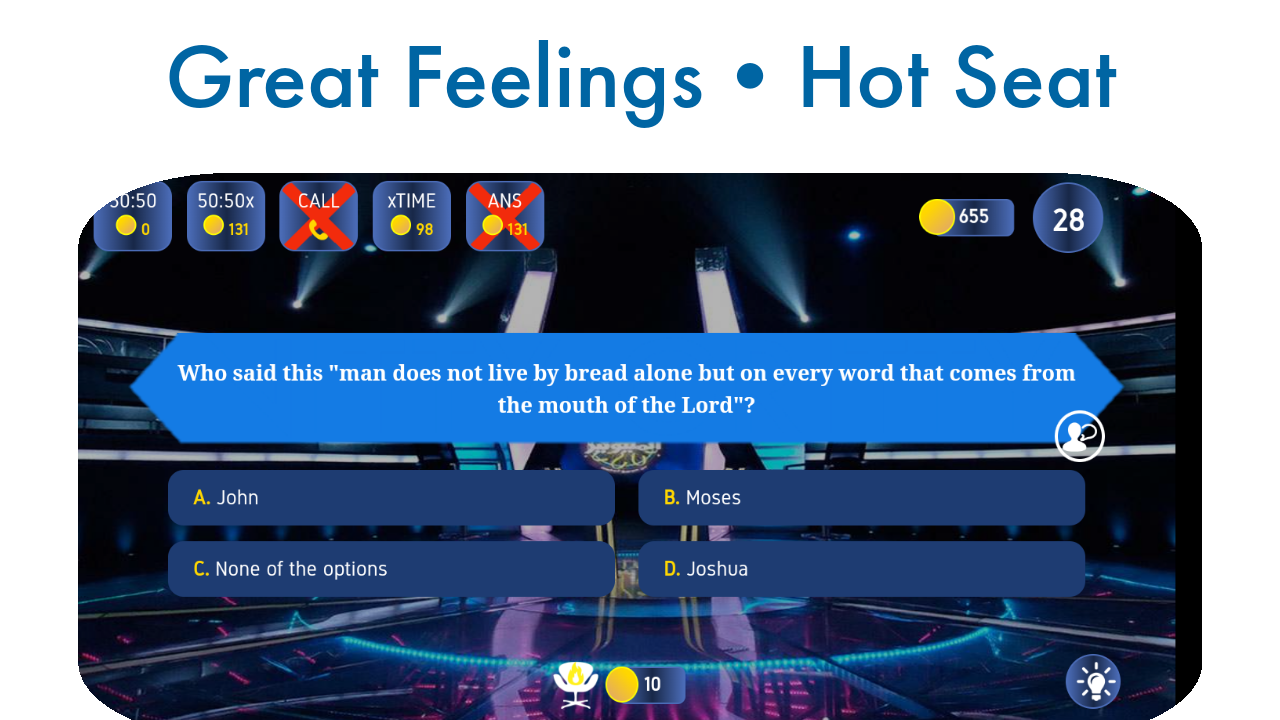 Great Feelings • Hot Seat
50:50 50:50x CALL xTIME ANS
0 131 98 131
655 28
Who said this "man does not live by bread alone but on every word that comes from
the mouth of the Lord"?
A. John
B. Moses
C. None of the options
D. Joshua
10